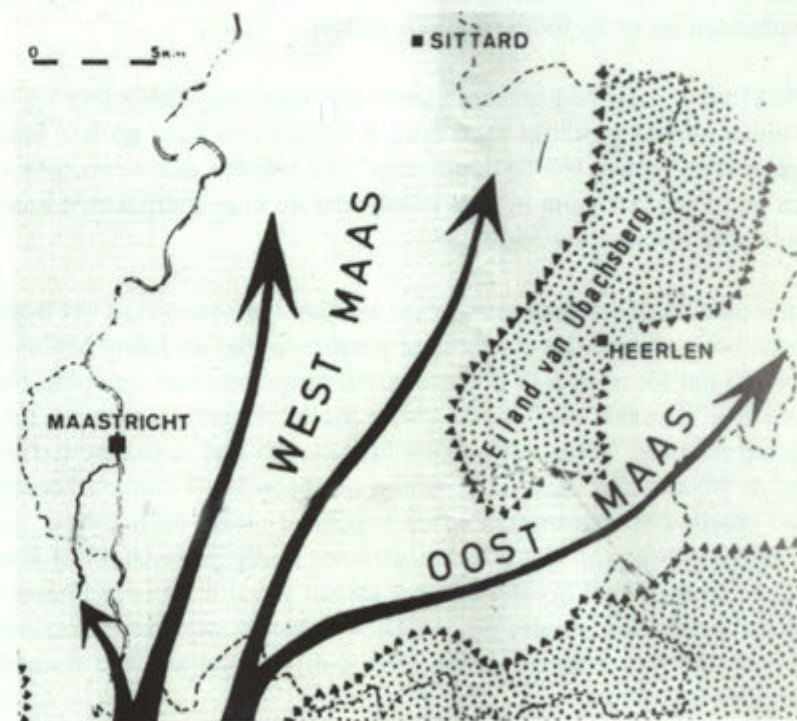 SITTARD
0 5 K.M.
WEST MAAS
Eiland van Ubachsberg
HEERLEN
MAASTRICHT
OOST MAAS